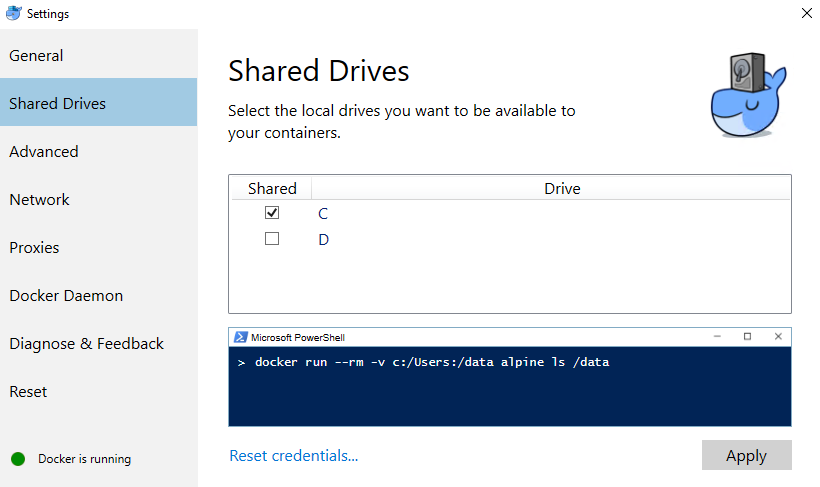 Settings
General
Shared Drives
Advanced
Network
Proxies
Docker Daemon
Diagnose & Feedback
Reset
Docker is running
Shared Drives
Select the local drives you want to be available to
your containers.
Shared Drive
C
D
Microsoft PowerShell
> docker run --rm -v c:/Users:/data alpine ls /data
Reset credentials...
Apply